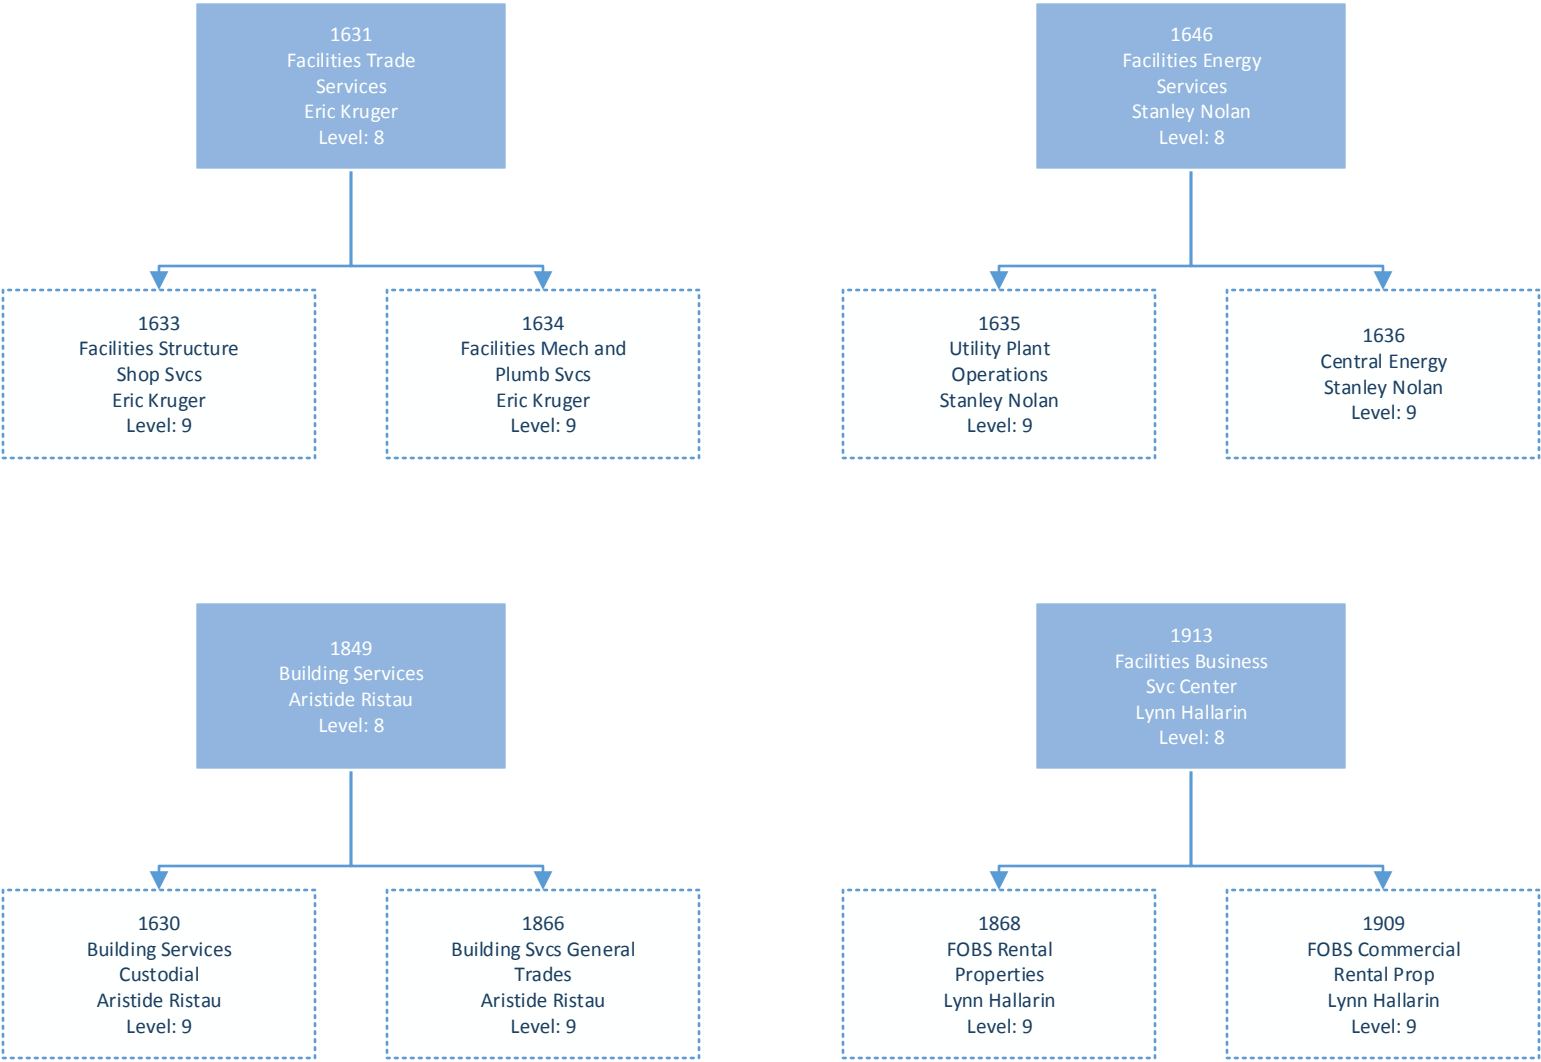 1631
Facilities Trade
Services
Eric Kruger
Level: 8
1646
Facilities Energy
Services
Stanley Nolan
Level: 8
1633
Facilities Structure
Shop Svcs
Eric Kruger
Level: 9
1634
Facilities Mech and
Plumb Svcs
Eric Kruger
Level: 9
1635
Utility Plant
Operations
Stanley Nolan
Level: 9
1636
Central Energy
Stanley Nolan
Level: 9
1849
Building Services
Aristide Ristau
Level: 8
1913
Facilities Business
Svc Center
Lynn Hallarin
Level: 8
1630
Building Services
Custodial
Aristide Ristau
Level: 9
1866
Building Svcs General
Trades
Aristide Ristau
Level: 9
1868
FOBS Rental
Properties
Lynn Hallarin
Level: 9
1909
FOBS Commercial
Rental Prop
Lynn Hallarin
Level: 9